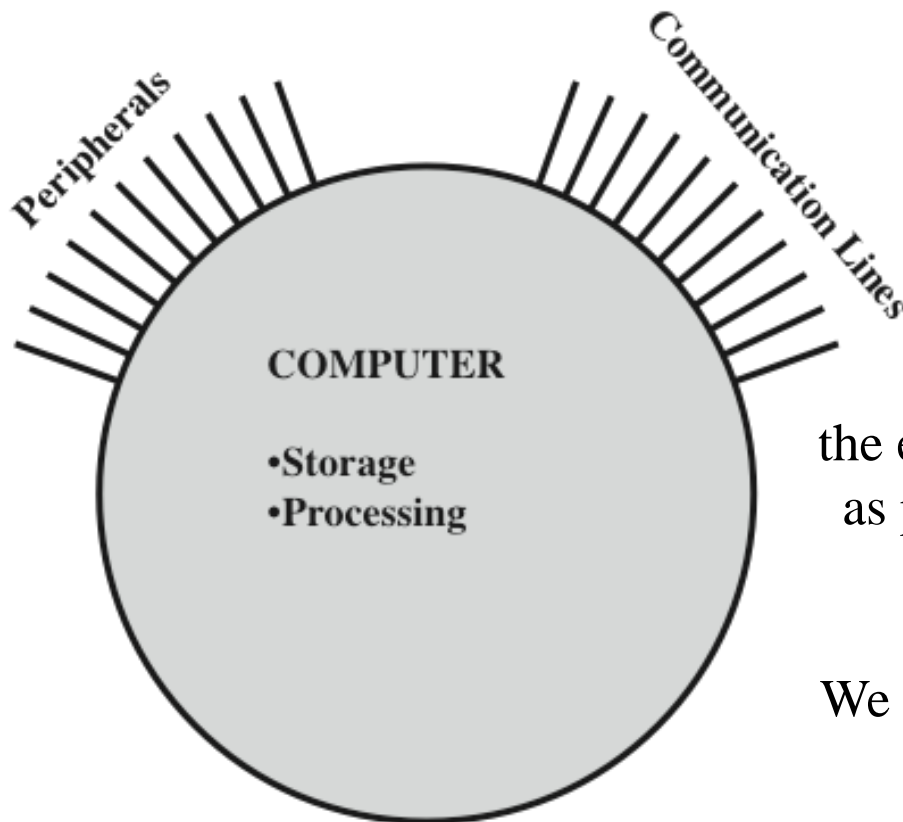 Peripherals
Communication Lines
COMPUTER
•Storage
•Processing
the
as
We